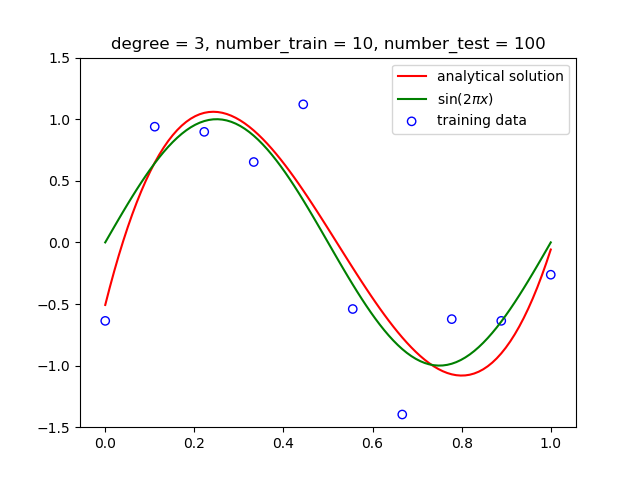 degree = 3, number_train = 10, number_test = 100
analytical solution
sin(2πx)
training data
1.5
1.0
0.5
0.0
−0.5
−1.0
−1.5
0.0 0.2 0.4 0.6 0.8 1.0